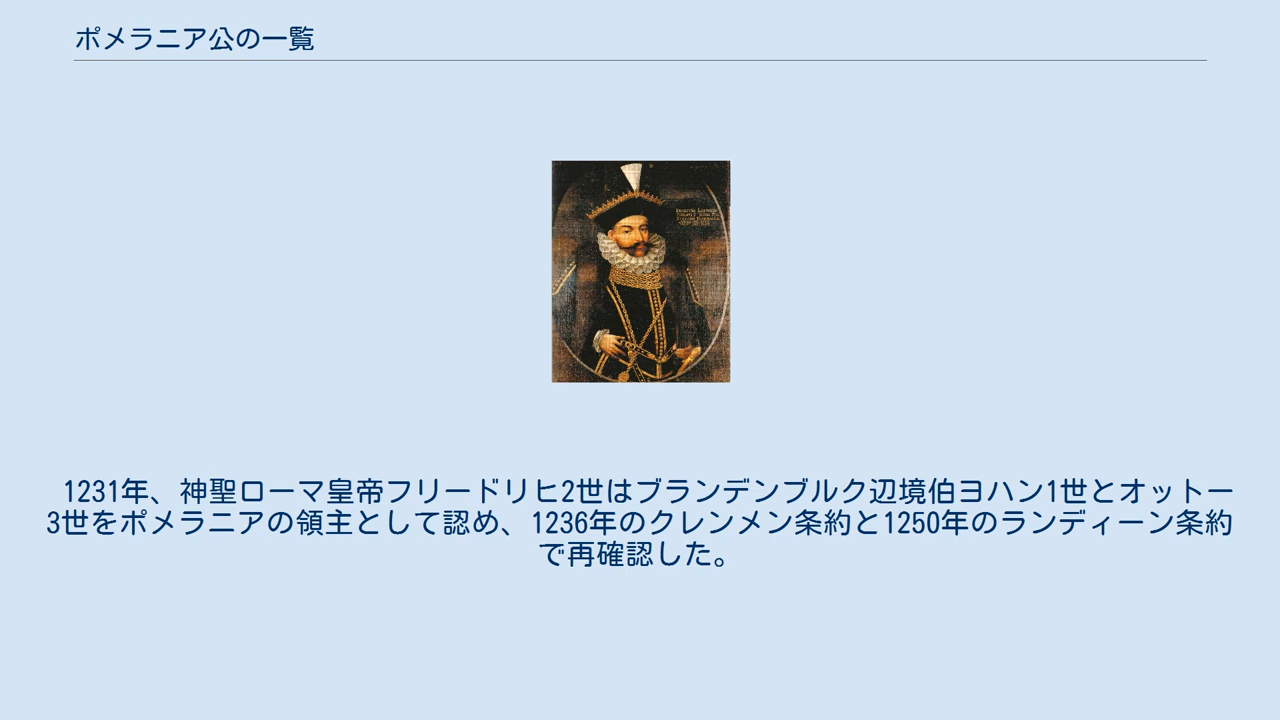 ポメラニア公の一覧
1231年、神聖ローマ皇帝フリードリヒ2世はブランデンブルク辺境伯ヨハン1世とオットー
3世をポメラニアの領主として認め、1236年のクレンメン条約と1250年のランディーン条約
で再確認した。